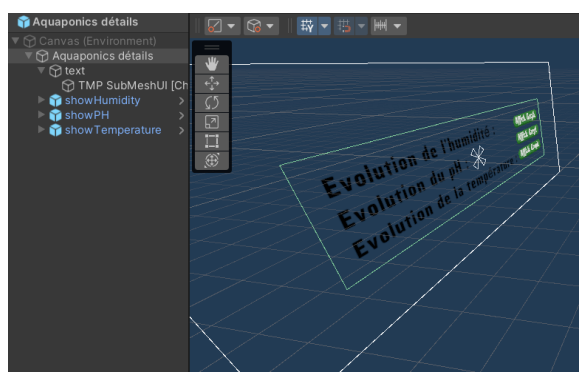 Aquaponics détails
Canvas (Environment)
Aquaponics détails
text
TMP SubMeshUI [Ch
showHumidity
showPH
showTemperature
Evolution de l'humidité :
Evolution du pH :
Evolution de la température :